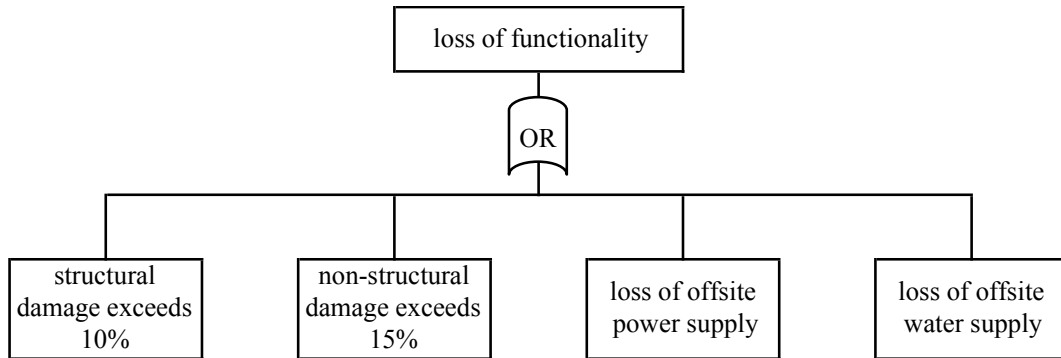 loss of functionality
OR
structural
damage exceeds
10%
non-structural
damage exceeds
15%
loss of offsite
power supply
loss of offsite
water supply